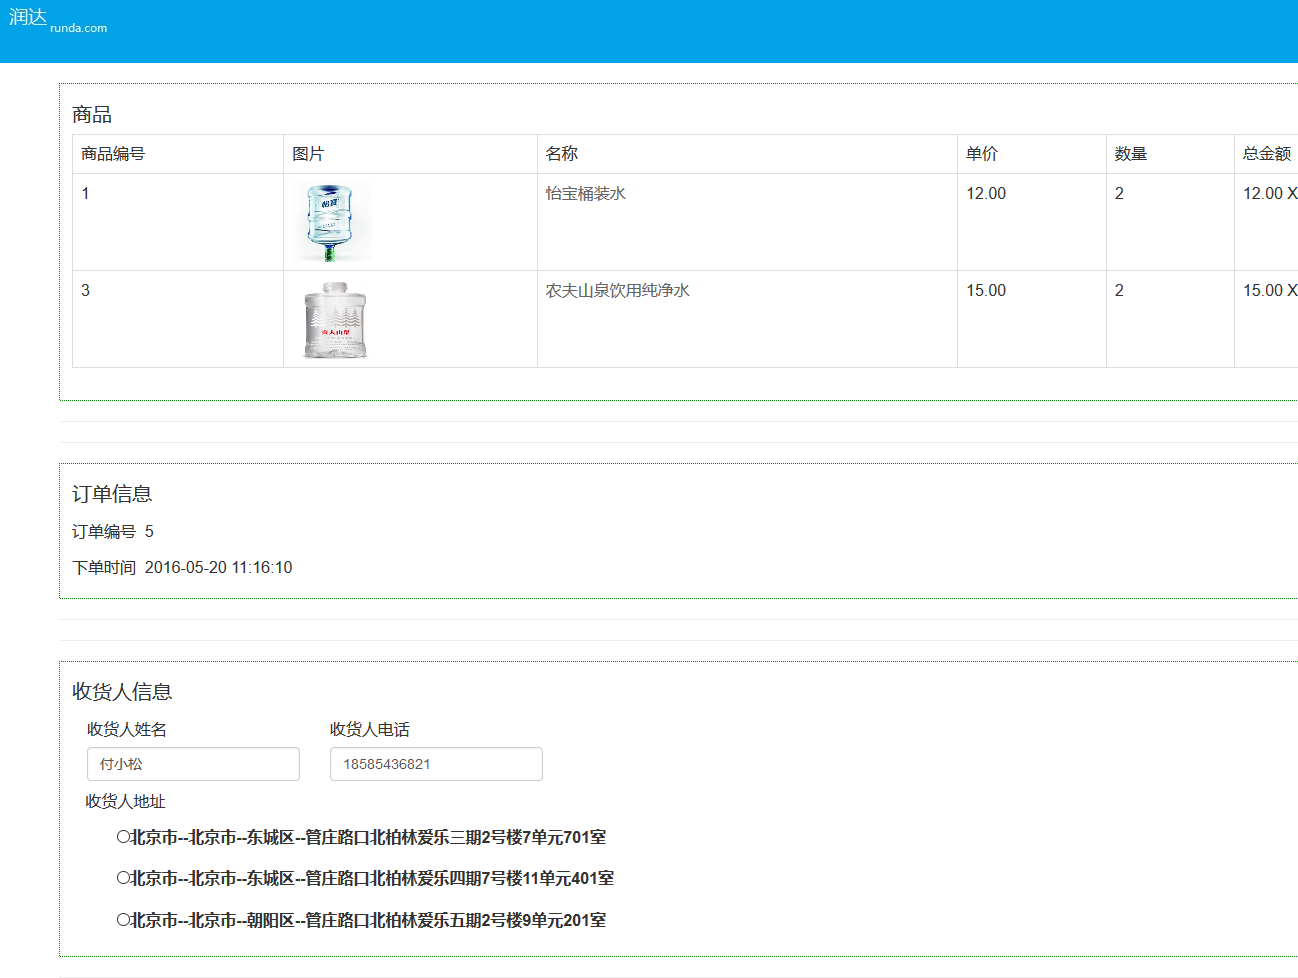 润达 runda.com
商品
商品编号 图片 名称 单价 数量 总金额
1 怡宝 怡宝桶装水 12.00 2 12.00 X
3 农夫山泉 农夫山泉饮用纯净水 15.00 2 15.00 X
订单信息
订单编号 5
下单时间 2016-05-20 11:16:10
收货人信息
收货人姓名 收货人电话
付小松 18585436821
收货人地址
北京市--北京市--东城区--管庄路口北柏林爱乐三期2号楼7单元701室
北京市--北京市--东城区--管庄路口北柏林爱乐四期7号楼11单元401室
北京市--北京市--朝阳区--管庄路口北柏林爱乐五期2号楼9单元201室